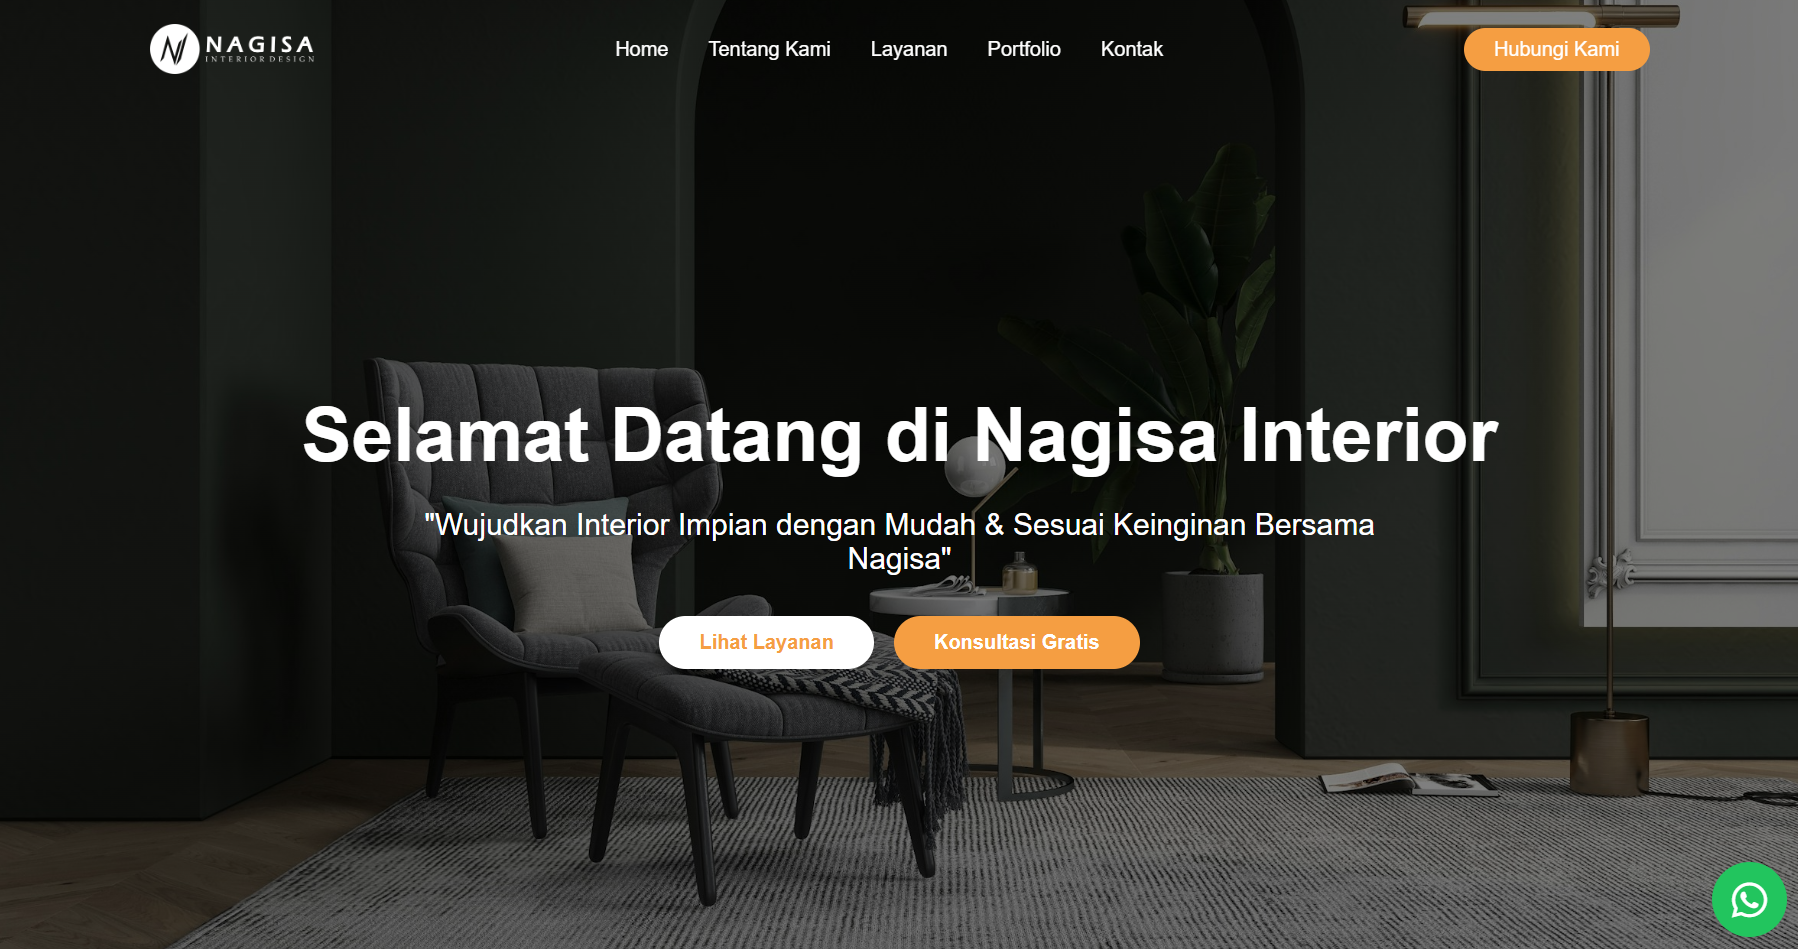 NAGISA
INTERIOR DESIGN
Home
Tentang Kami
Layanan
Portfolio
Kontak
Hubungi Kami
Selamat Datang di Nagisa Interior
"Wujudkan Interior Impian dengan Mudah & Sesuai Keinginan Bersama
Nagisa"
Lihat Layanan
Konsultasi Gratis